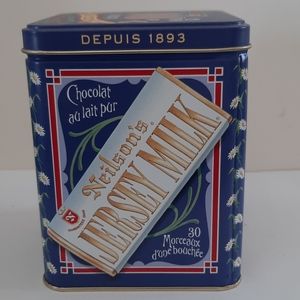 DEPUIS 1893
Chocolat
au lait pur
Neilson's
JERSEY MILK
30
Morceaux
d'une bouchée